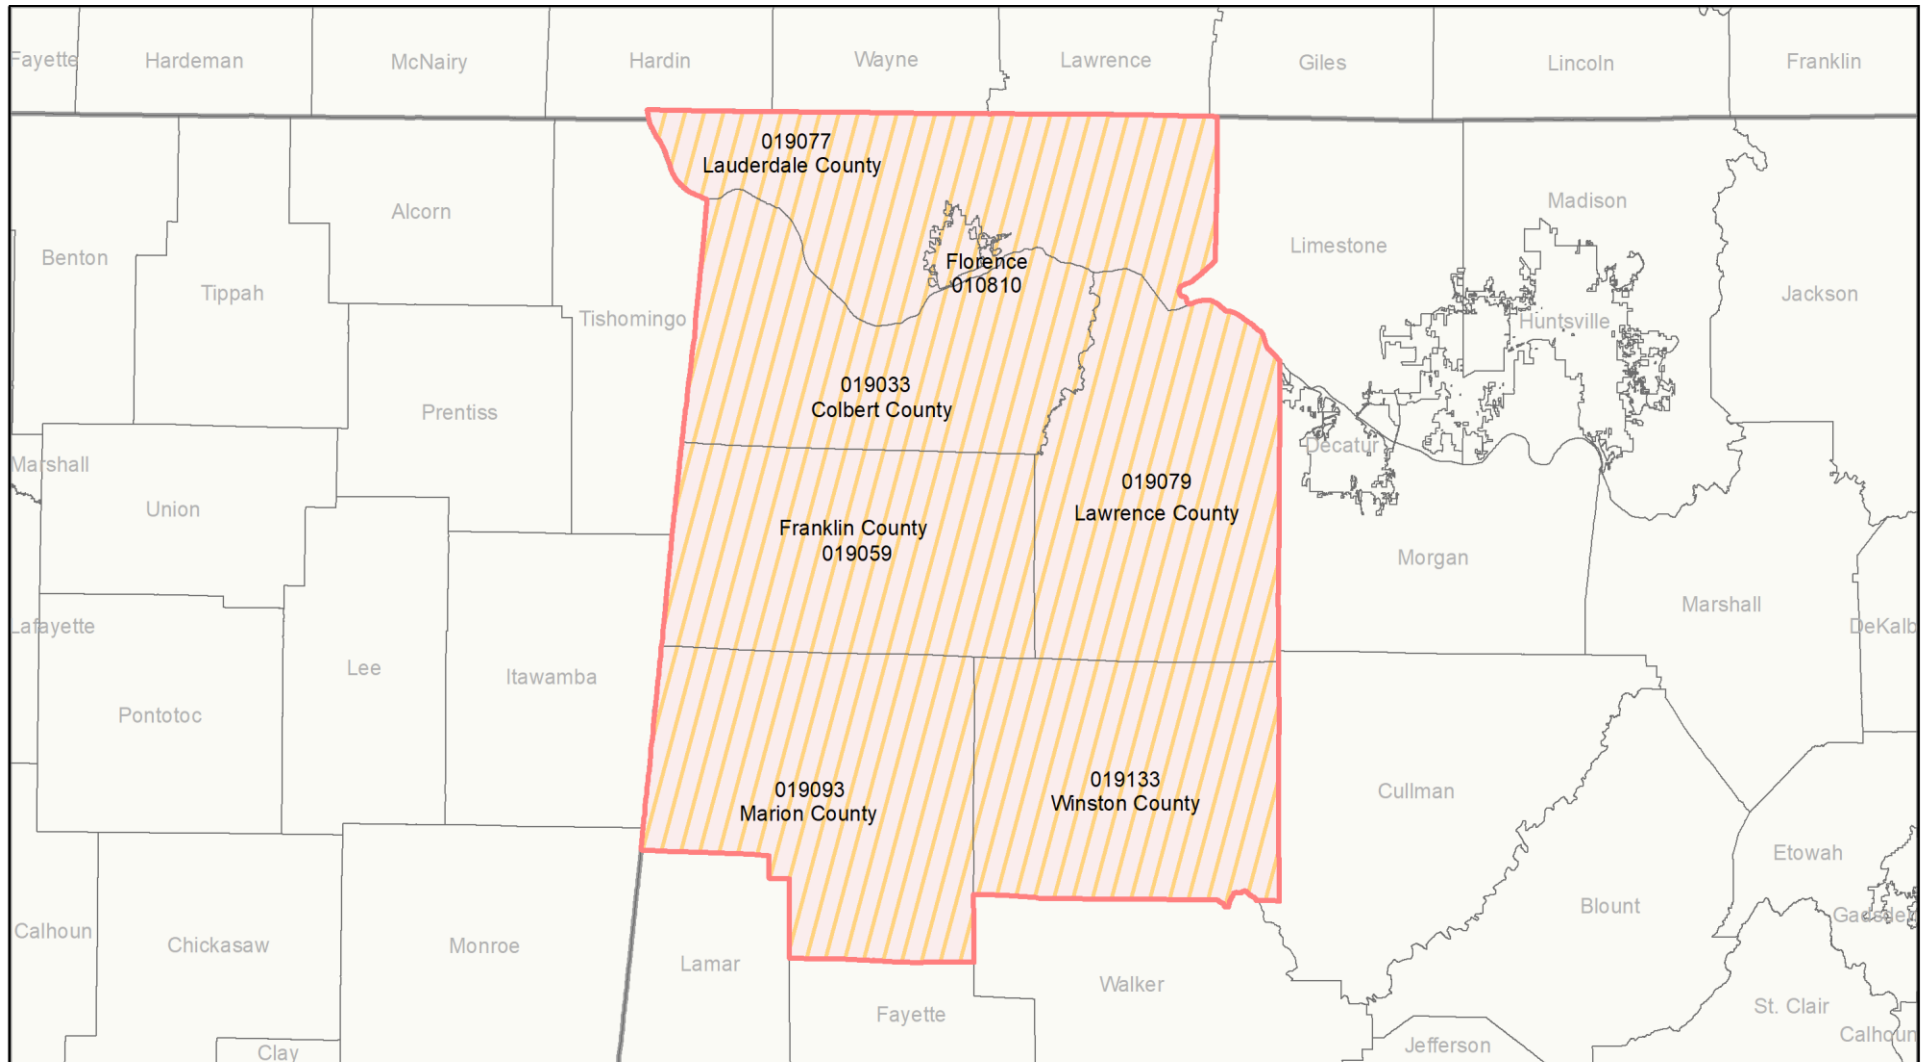 Fayette
Hardeman
McNairy
Hardin
Wayne
Lawrence
Giles
Lincoln
Franklin
019077
Lauderdale County
Alcorn
Madison
Benton
Limestone
Tippah
Florence
010810
Jackson
Tishomingo
Huntsville
019033
Colbert County
Prentiss
Decatur
Marshall
Union
019079
Lawrence County
Franklin County
019059
Morgan
Marshall
Lafayette
DeKalb
Lee
Itawamba
Pontotoc
019093
Marion County
019133
Winston County
Cullman
Etowah
Blount
Gadsden
Calhoun
Chickasaw
Monroe
Lamar
Walker
Fayette
St. Clair
Calhoun
Jefferson
Clay